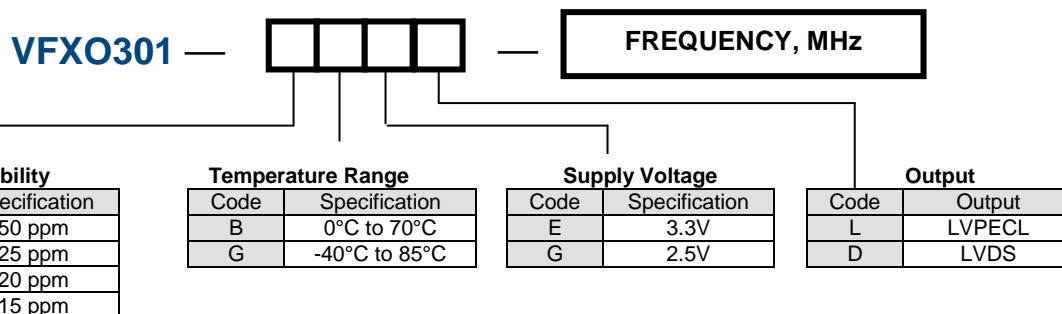 VFXO301 — — FREQUENCY, MHz
bility
ecification
50 ppm
25 ppm
20 ppm
15 ppm
Temperature Range
Code Specification
B 0°C to 70°C
G -40°C to 85°C
Supply Voltage
Code Specification
E 3.3V
G 2.5V
Output
Code Output
L LVPECL
D LVDS